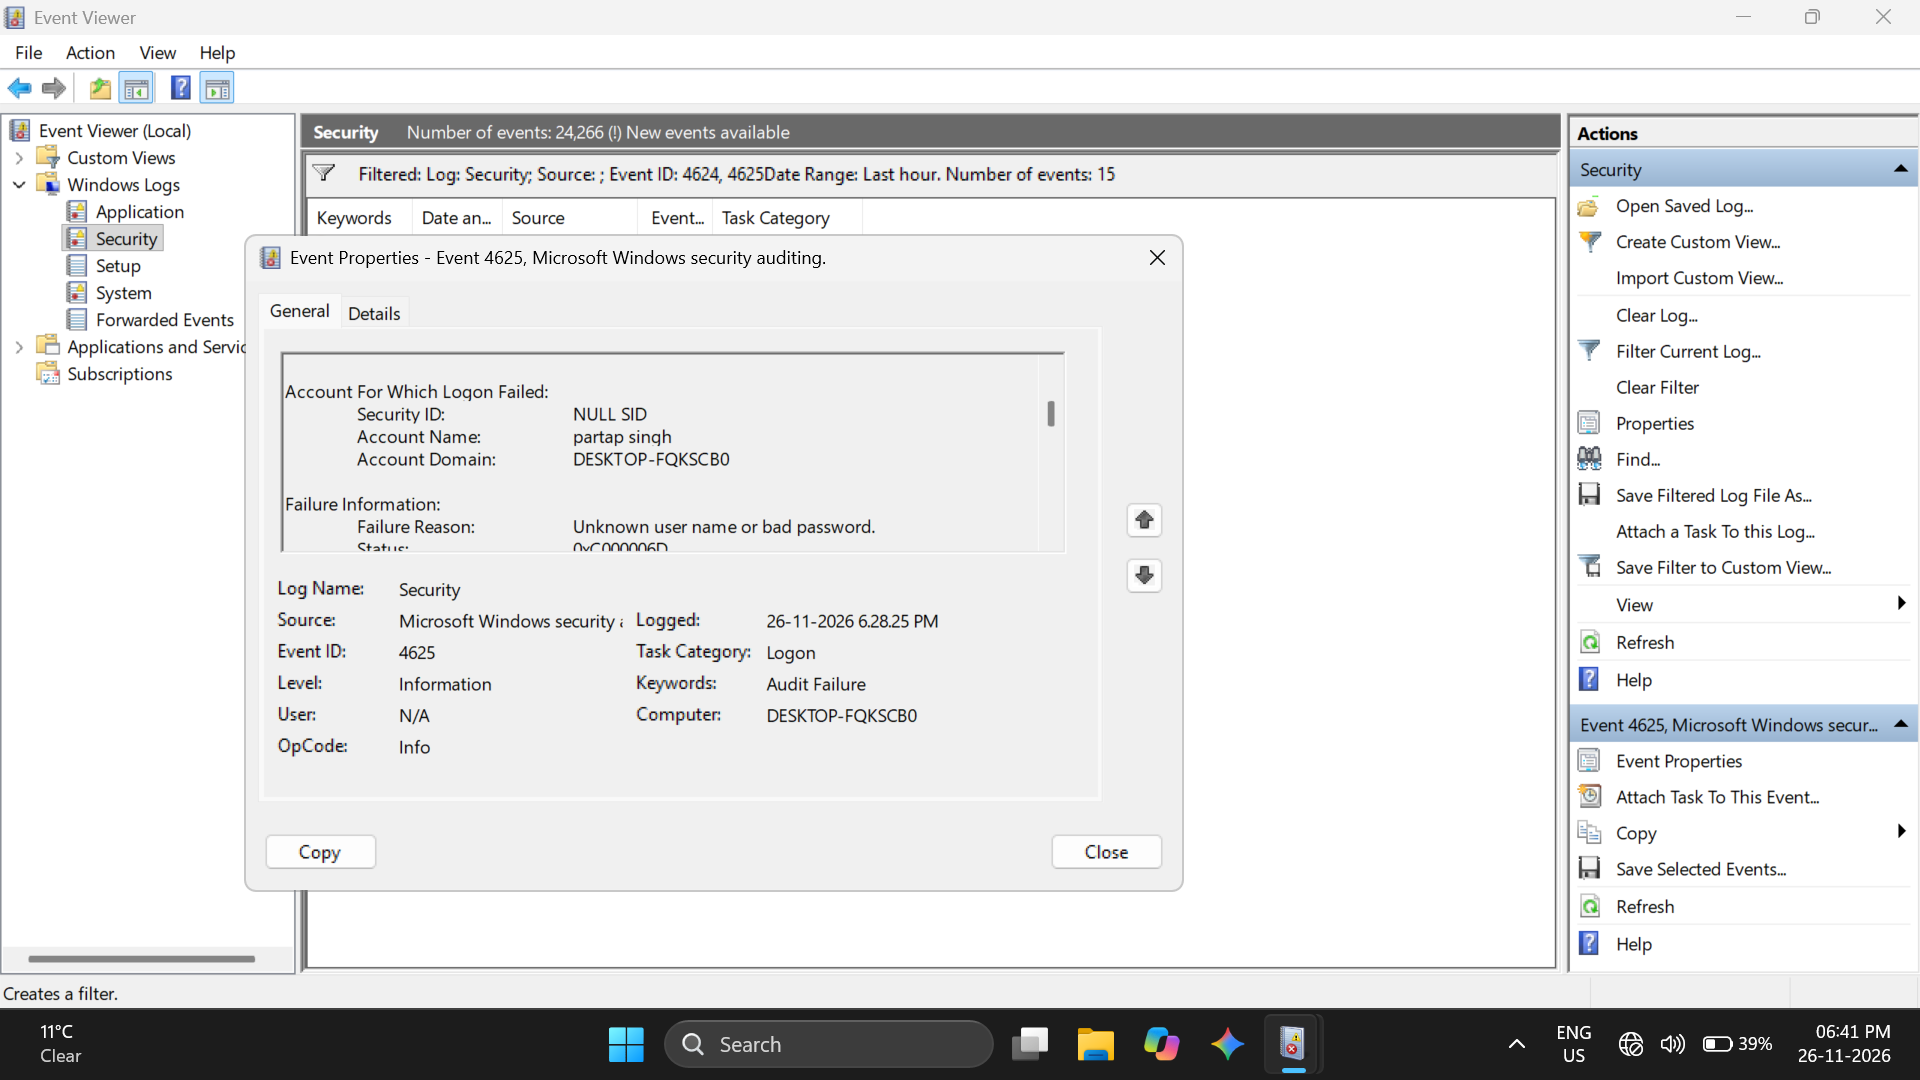 Event Viewer
File Action View Help
Event Viewer (Local)
Custom Views
Windows Logs
Application
Security
Setup
System
Forwarded Events
Applications and Servic
Subscriptions
Security Number of events: 24,266 (!) New events available
Filtered: Log: Security; Source: ; Event ID: 4624, 4625Date Range: Last hour. Number of events: 15
Keywords Date an... Source Event... Task Category
Event Properties - Event 4625, Microsoft Windows security auditing.
General Details
Account For Which Logon Failed:
Security ID: NULL SID
Account Name: partap singh
Account Domain: DESKTOP-FQKSCB0
Failure Information:
Failure Reason: Unknown user name or bad password.
Status: 0xC000006D
Log Name: Security
Source: Microsoft Windows security Logged: 26-11-2026 6.28.25 PM
Event ID: 4625 Task Category: Logon
Level: Information Keywords: Audit Failure
User: N/A Computer: DESKTOP-FQKSCB0
OpCode: Info
Copy Close
Actions
Security
Open Saved Log...
Create Custom View...
Import Custom View...
Clear Log...
Filter Current Log...
Clear Filter
Properties
Find...
Save Filtered Log File As...
Attach a Task To this Log...
Save Filter to Custom View...
View
Refresh
Help
Event 4625, Microsoft Windows secur...
Event Properties
Attach Task To This Event...
Copy
Save Selected Events...
Refresh
Help
Creates a filter.
11°C
Clear
Search
ENG
US
39%
06:41 PM
26-11-2026